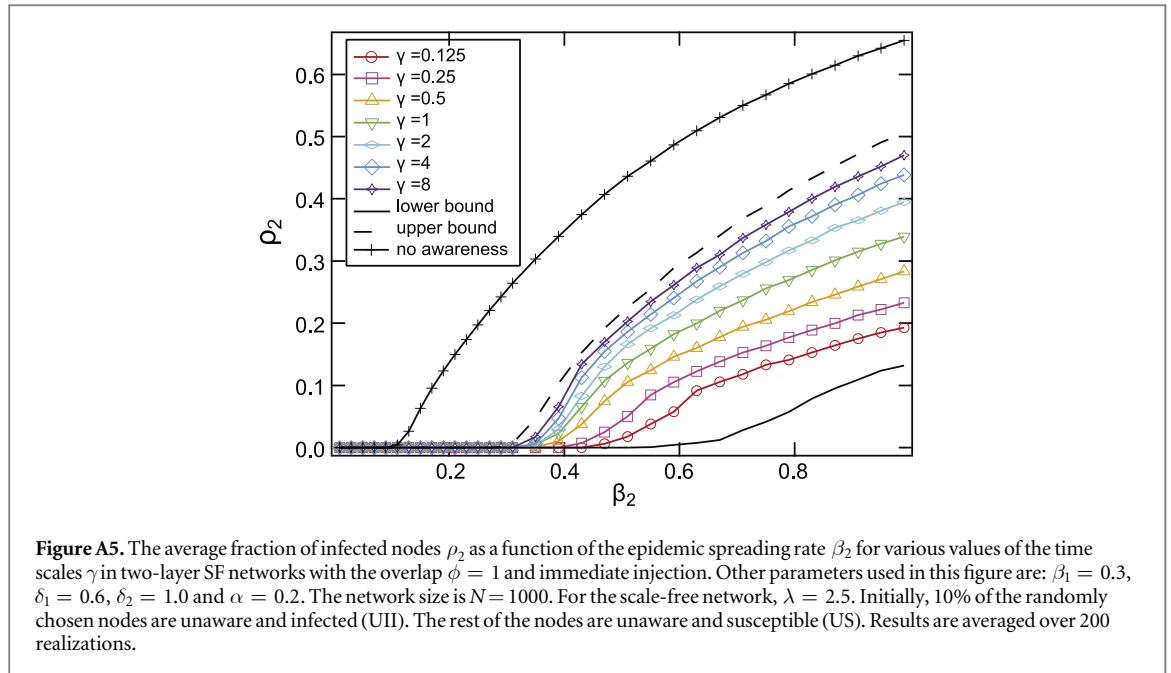 γ =0.125
γ =0.25
γ =0.5
γ =1
γ =2
γ =4
γ =8
lower bound
upper bound
no awareness
0.6
0.5
0.4
0.3
0.2
0.1
0.0
ρ2
0.2 0.4 0.6 0.8
β2
Figure A5. The average fraction of infected nodes ρ2 as a function of the epidemic spreading rate β2 for various values of the time
scales γ in two-layer SF networks with the overlap ϕ = 1 and immediate injection. Other parameters used in this figure are: β1 = 0.3,
δ1 = 0.6, δ2 = 1.0 and α = 0.2. The network size is N = 1000. For the scale-free network, λ = 2.5. Initially, 10% of the randomly
chosen nodes are unaware and infected (UII). The rest of the nodes are unaware and susceptible (US). Results are averaged over 200
realizations.